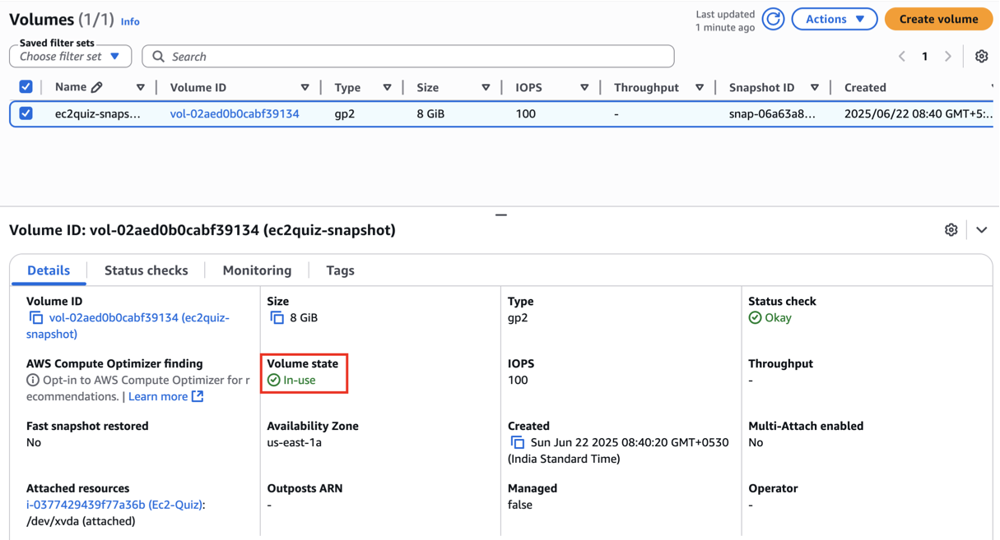 Volumes (1/1) Info
Last updated
1 minute ago
Actions
Create volume
Saved filter sets
Choose filter set
Search
1
Name Volume ID Type Size IOPS Throughput Snapshot ID Created
ec2quiz-snaps... vol-02aed0b0cabf39134 gp2 8 GiB 100 - snap-06a63a8... 2025/06/22 08:40 GMT+5:...
Volume ID: vol-02aed0b0cabf39134 (ec2quiz-snapshot)
Details Status checks Monitoring Tags
Volume ID
vol-02aed0b0cabf39134 (ec2quiz-
snapshot)
Size
8 GiB
Type
gp2
Status check
Okay
AWS Compute Optimizer finding
Opt-in to AWS Compute Optimizer for r
ecommendations. | Learn more
Volume state
In-use
IOPS
100
Throughput
-
Fast snapshot restored
No
Availability Zone
us-east-1a
Created
Sun Jun 22 2025 08:40:20 GMT+0530
(India Standard Time)
Multi-Attach enabled
No
Attached resources
i-0377429439f77a36b (Ec2-Quiz):
/dev/xvda (attached)
Outposts ARN
-
Managed
false
Operator
-